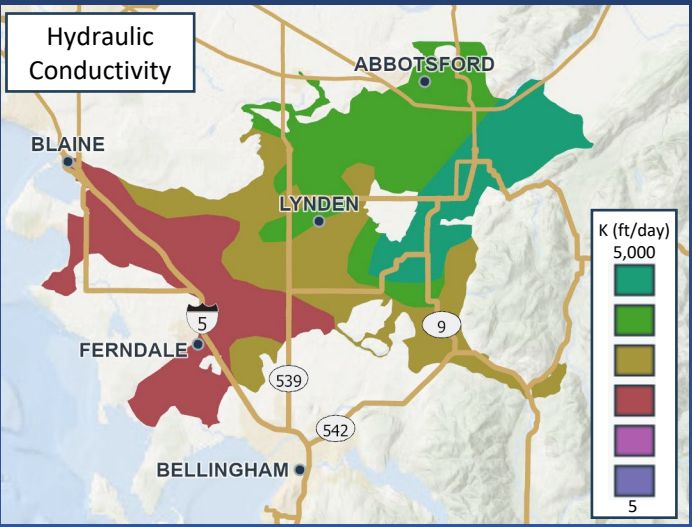 Hydraulic
Conductivity
ABBOTSFORD
BLAINE
LYNDEN
K (ft/day)
5,000
5
9
FERNDALE
539
542
BELLINGHAM
5